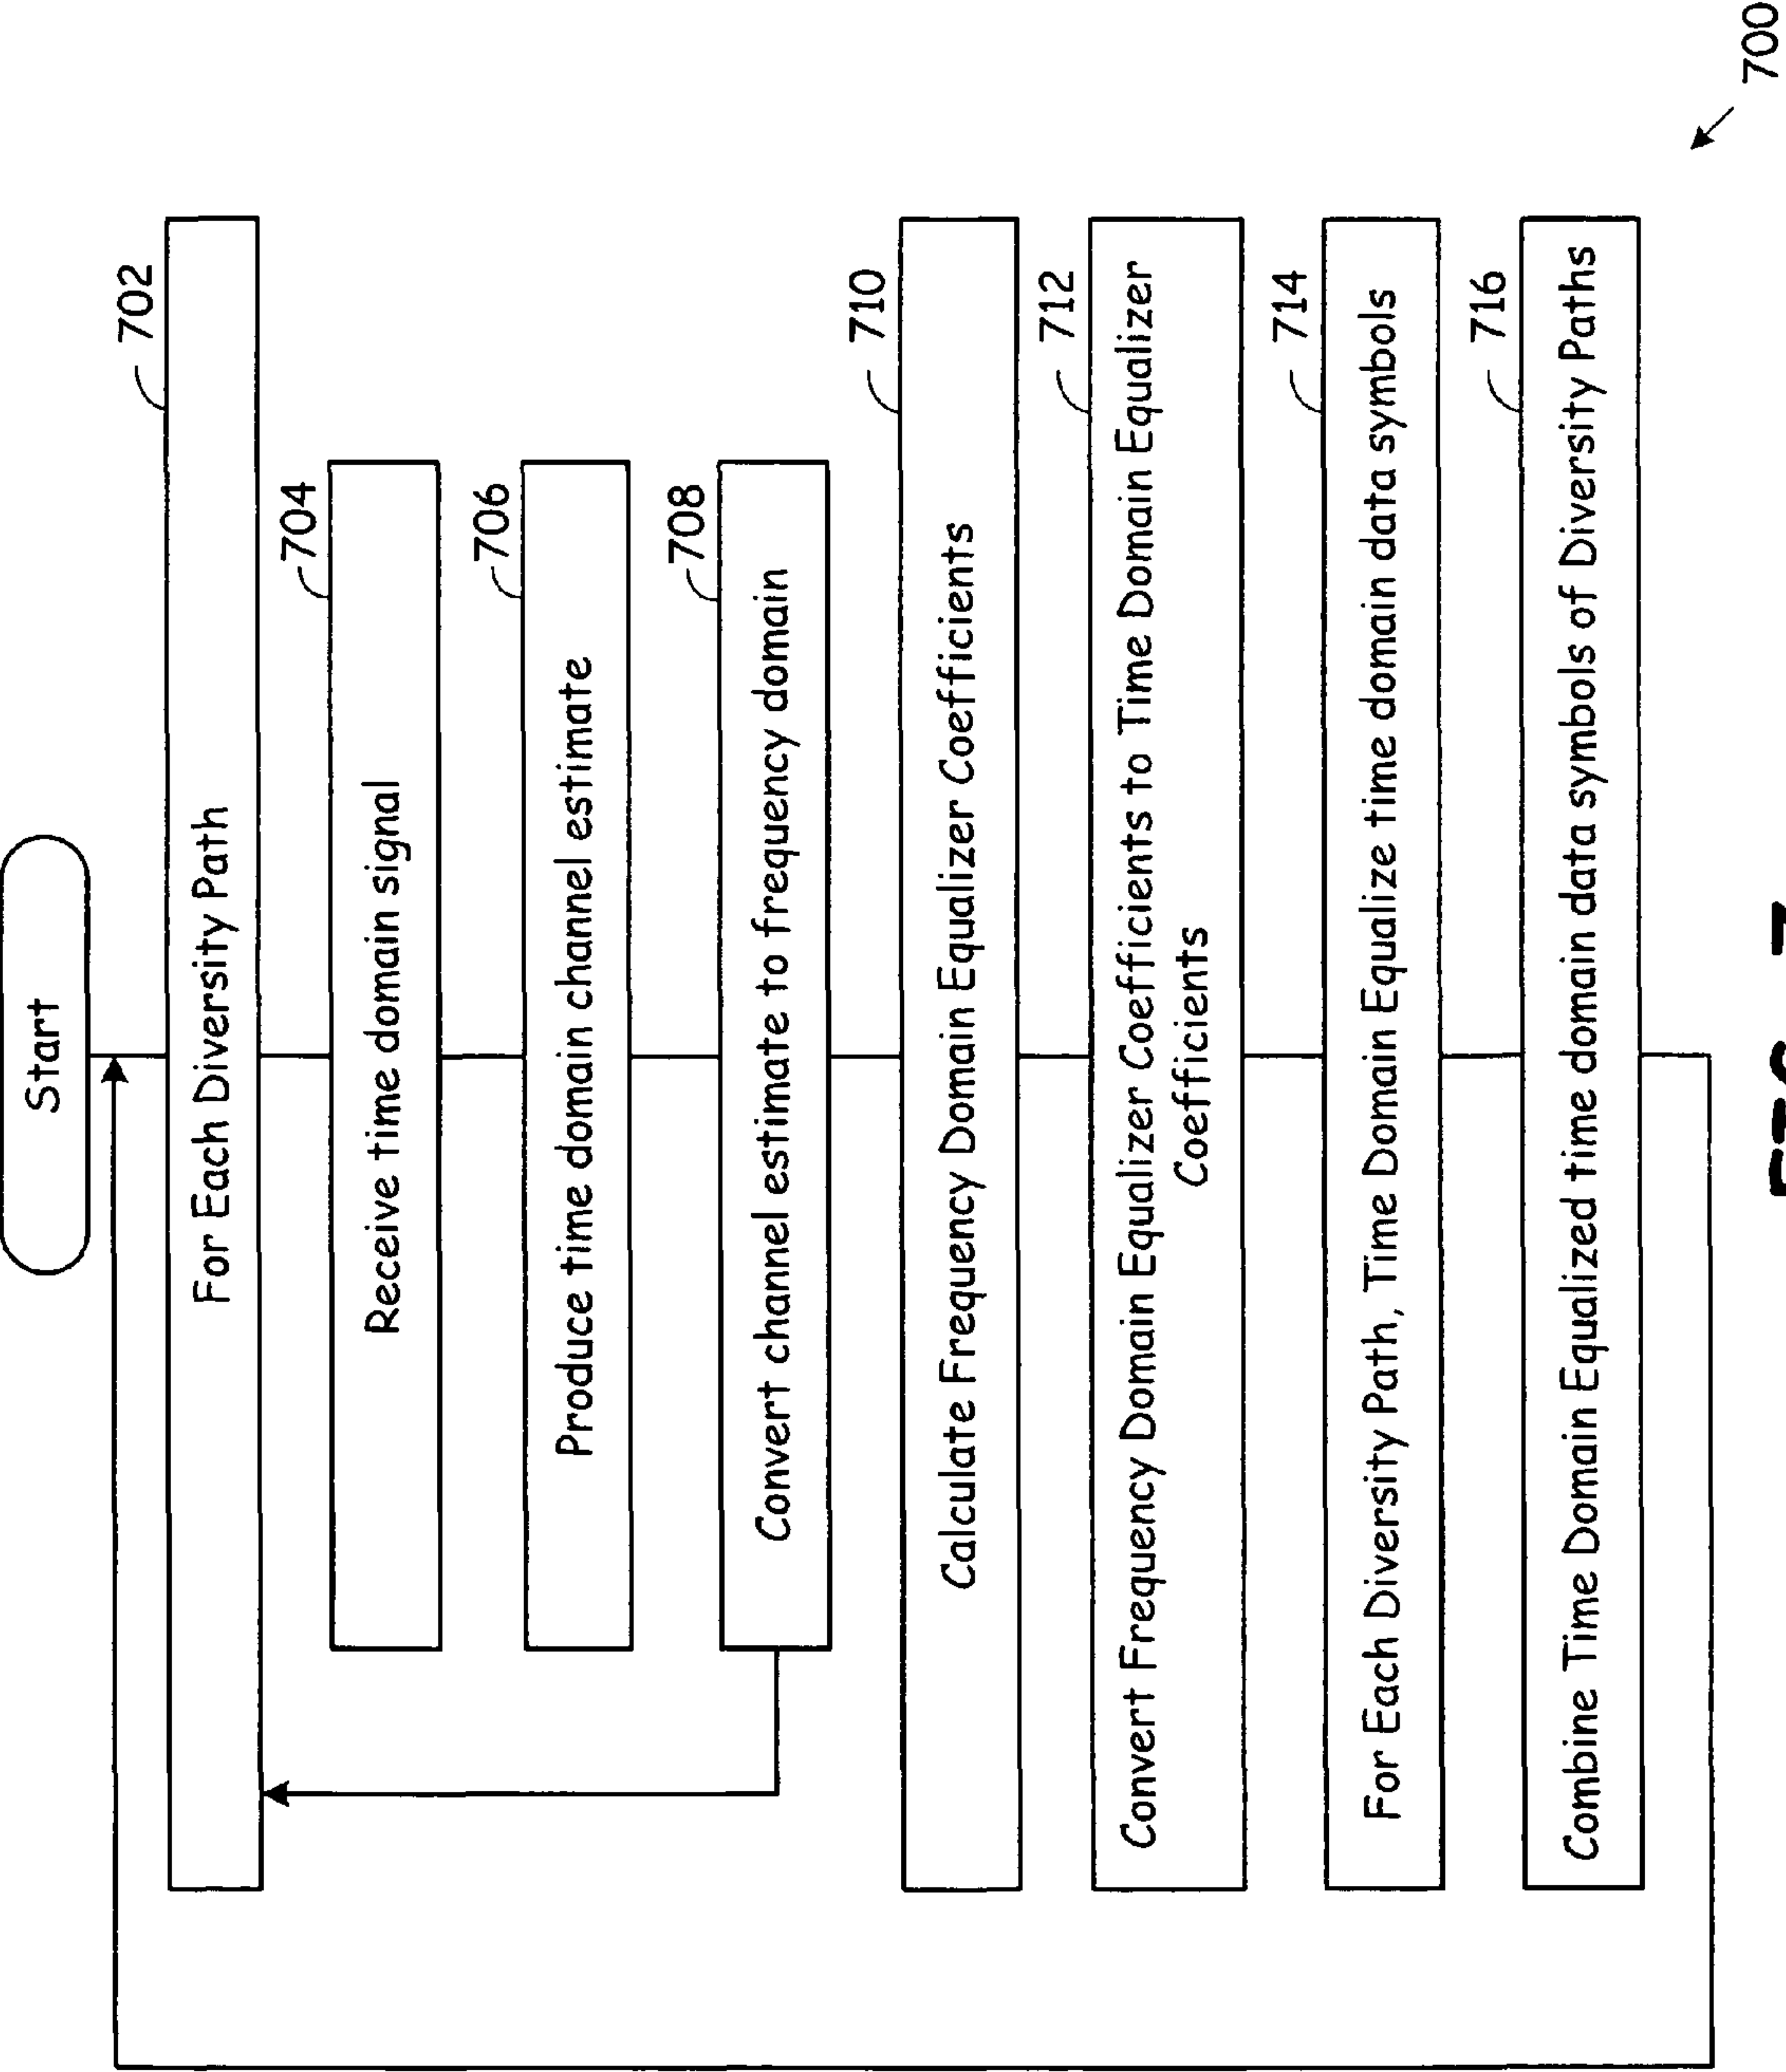 Start
702
For Each Diversity Path
704
Receive time domain signal
706
Produce time domain channel estimate
708
Convert channel estimate to frequency domain
710
Calculate Frequency Domain Equalizer Coefficients
712
Convert Frequency Domain Equalizer Coefficients to Time Domain Equalizer
Coefficients
714
For Each Diversity Path, Time Domain Equalize time domain data symbols
716
Combine Time Domain Equalized time domain data symbols of Diversity Paths
700